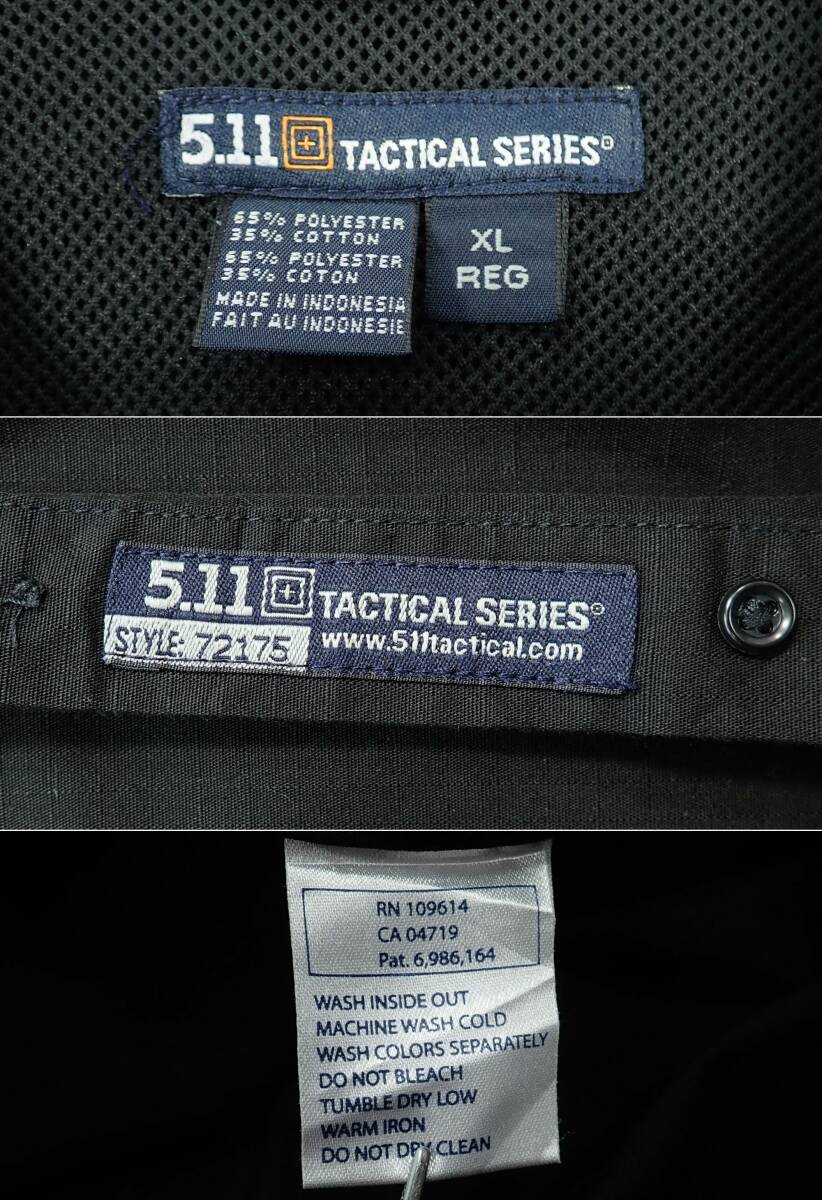 5.11 TACTICAL SERIES
65% POLYESTER
35% COTTON
65% POLYESTER
35% COTON
MADE IN INDONESIA
FAIT AU INDONESIE
XL
REG
5.11 TACTICAL SERIES®
STYLE: 72175
www.511tactical.com
RN 109614
CA 04719
Pat. 6,986,164
WASH INSIDE OUT
MACHINE WASH COLD
WASH COLORS SEPARATELY
DO NOT BLEACH
TUMBLE DRY LOW
WARM IRON
DO NOT DRY CLEAN